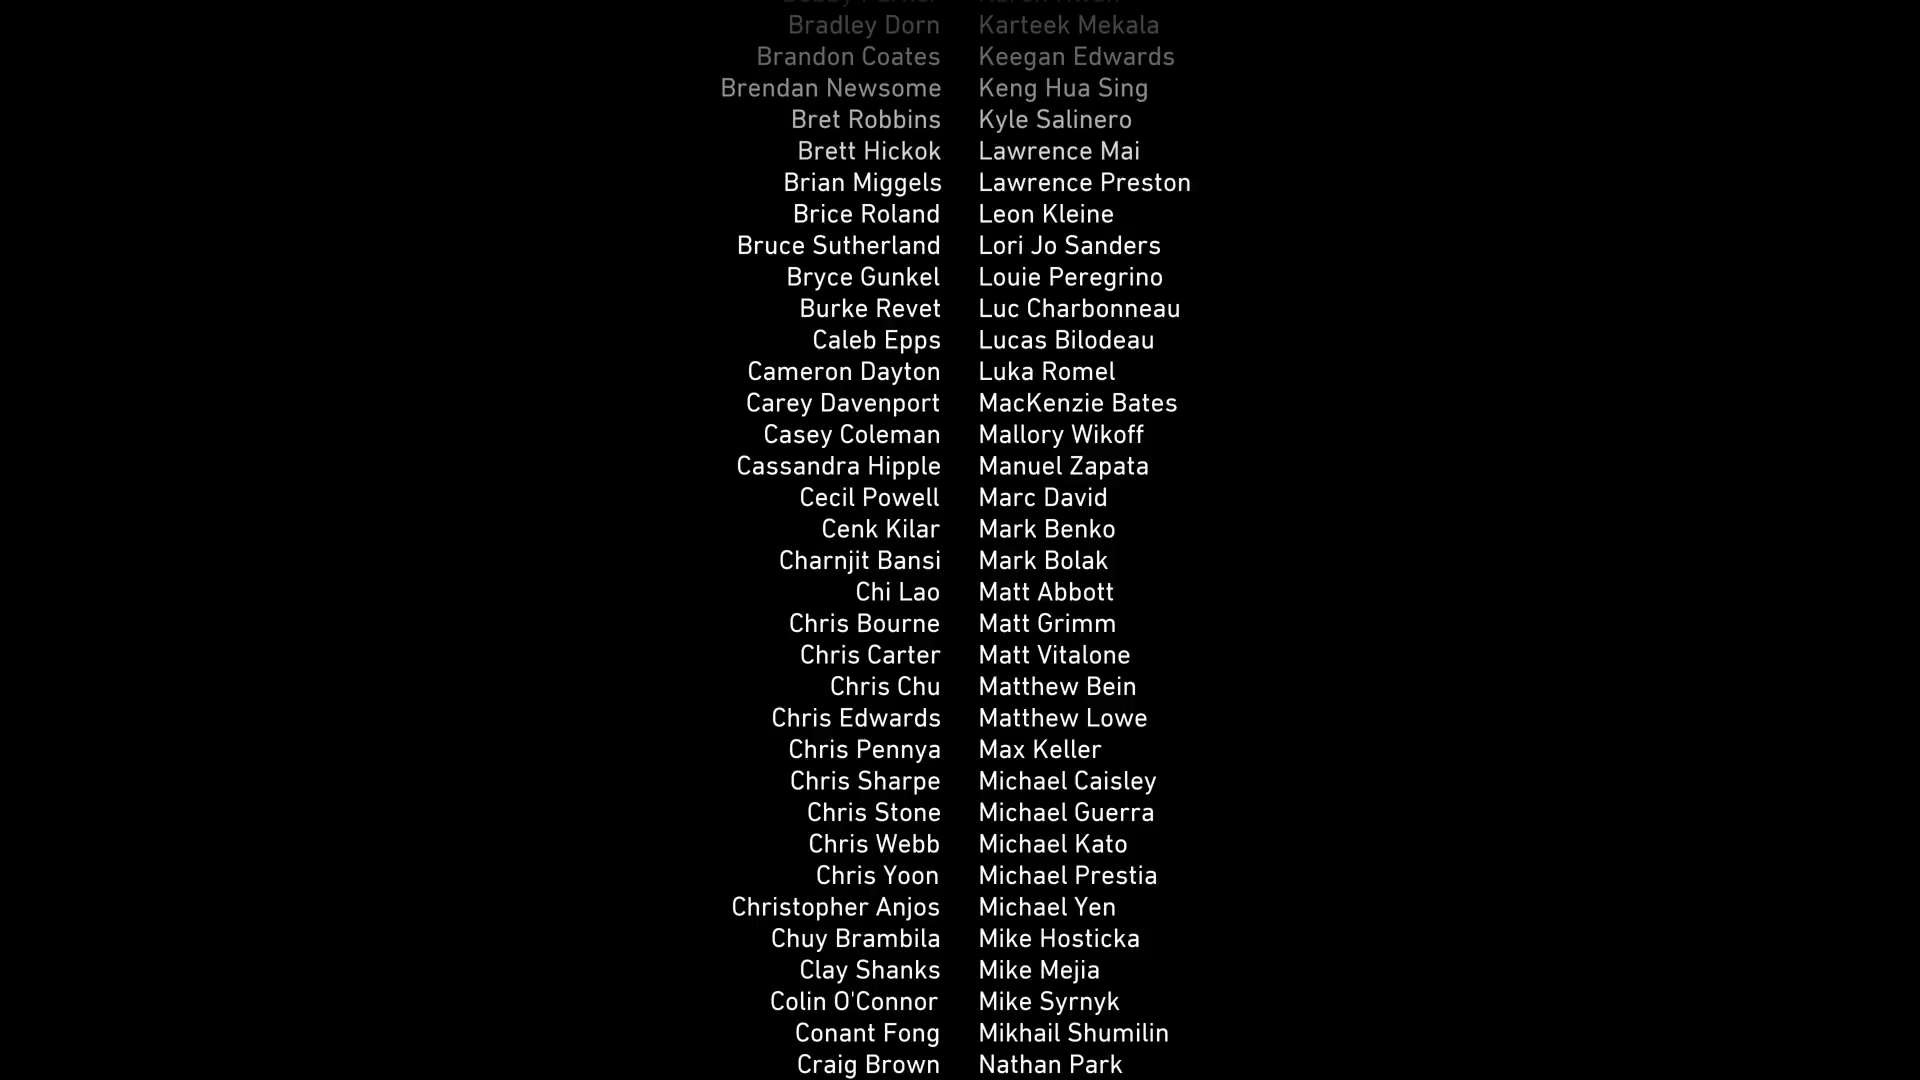 Bradley Dorn Karteek Mekala
Brandon Coates Keegan Edwards
Brendan Newsome Keng Hua Sing
Bret Robbins Kyle Salinero
Brett Hickok Lawrence Mai
Brian Miggels Lawrence Preston
Brice Roland Leon Kleine
Bruce Sutherland Lori Jo Sanders
Bryce Gunkel Louie Peregrino
Burke Revet Luc Charbonneau
Caleb Epps Lucas Bilodeau
Cameron Dayton Luka Romel
Carey Davenport MacKenzie Bates
Casey Coleman Mallory Wikoff
Cassandra Hipple Manuel Zapata
Cecil Powell Marc David
Cenk Kilar Mark Benko
Charnjit Bansi Mark Bolak
Chi Lao Matt Abbott
Chris Bourne Matt Grimm
Chris Carter Matt Vitalone
Chris Chu Matthew Bein
Chris Edwards Matthew Lowe
Chris Pennya Max Keller
Chris Sharpe Michael Caisley
Chris Stone Michael Guerra
Chris Webb Michael Kato
Chris Yoon Michael Prestia
Christopher Anjos Michael Yen
Chuy Brambila Mike Hosticka
Clay Shanks Mike Mejia
Colin O'Connor Mike Syrnyk
Conant Fong Mikhail Shumilin
Craig Brown Nathan Park